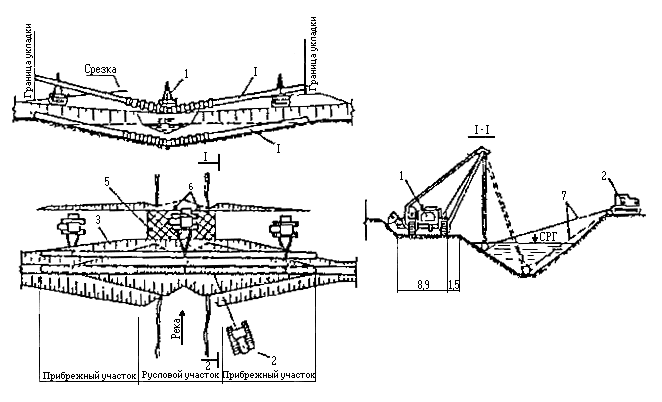 Граница укладки
Срезка
1
I
Граница укладки
I
I
5
6
3
Река
2
2
Прибрежный участок
Русловой участок
Прибрежный участок
I-I
1
7
2
СРГ
8,9
1,5